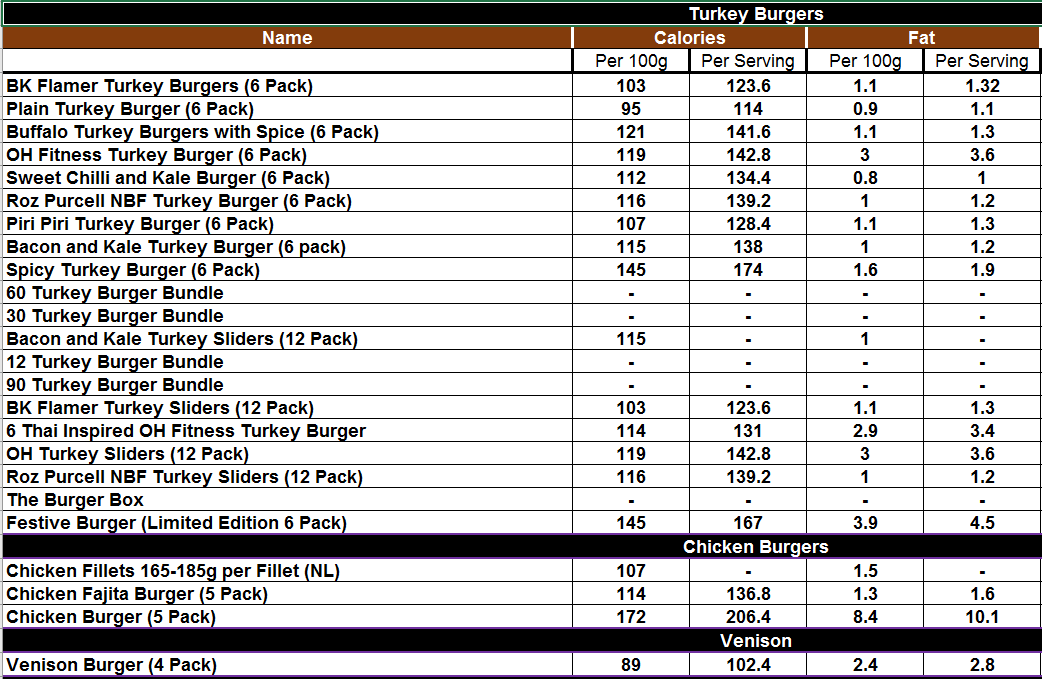 Turkey Burgers
Name Calories Fat
Per 100g Per Serving Per 100g Per Serving
BK Flamer Turkey Burgers (6 Pack) 103 123.6 1.1 1.32
Plain Turkey Burger (6 Pack) 95 114 0.9 1.1
Buffalo Turkey Burgers with Spice (6 Pack) 121 141.6 1.1 1.3
OH Fitness Turkey Burger (6 Pack) 119 142.8 3 3.6
Sweet Chilli and Kale Burger (6 Pack) 112 134.4 0.8 1
Roz Purcell NBF Turkey Burger (6 Pack) 116 139.2 1 1.2
Piri Piri Turkey Burger (6 Pack) 107 128.4 1.1 1.3
Bacon and Kale Turkey Burger (6 pack) 115 138 1 1.2
Spicy Turkey Burger (6 Pack) 145 174 1.6 1.9
60 Turkey Burger Bundle - - - -
30 Turkey Burger Bundle - - - -
Bacon and Kale Turkey Sliders (12 Pack) 115 - 1 -
12 Turkey Burger Bundle - - - -
90 Turkey Burger Bundle - - - -
BK Flamer Turkey Sliders (12 Pack) 103 123.6 1.1 1.3
6 Thai Inspired OH Fitness Turkey Burger 114 131 2.9 3.4
OH Turkey Sliders (12 Pack) 119 142.8 3 3.6
Roz Purcell NBF Turkey Sliders (12 Pack) 116 139.2 1 1.2
The Burger Box - - - -
Festive Burger (Limited Edition 6 Pack) 145 167 3.9 4.5
Chicken Burgers
Chicken Fillets 165-185g per Fillet (NL) 107 - 1.5 -
Chicken Fajita Burger (5 Pack) 114 136.8 1.3 1.6
Chicken Burger (5 Pack) 172 206.4 8.4 10.1
Venison
Venison Burger (4 Pack) 89 102.4 2.4 2.8